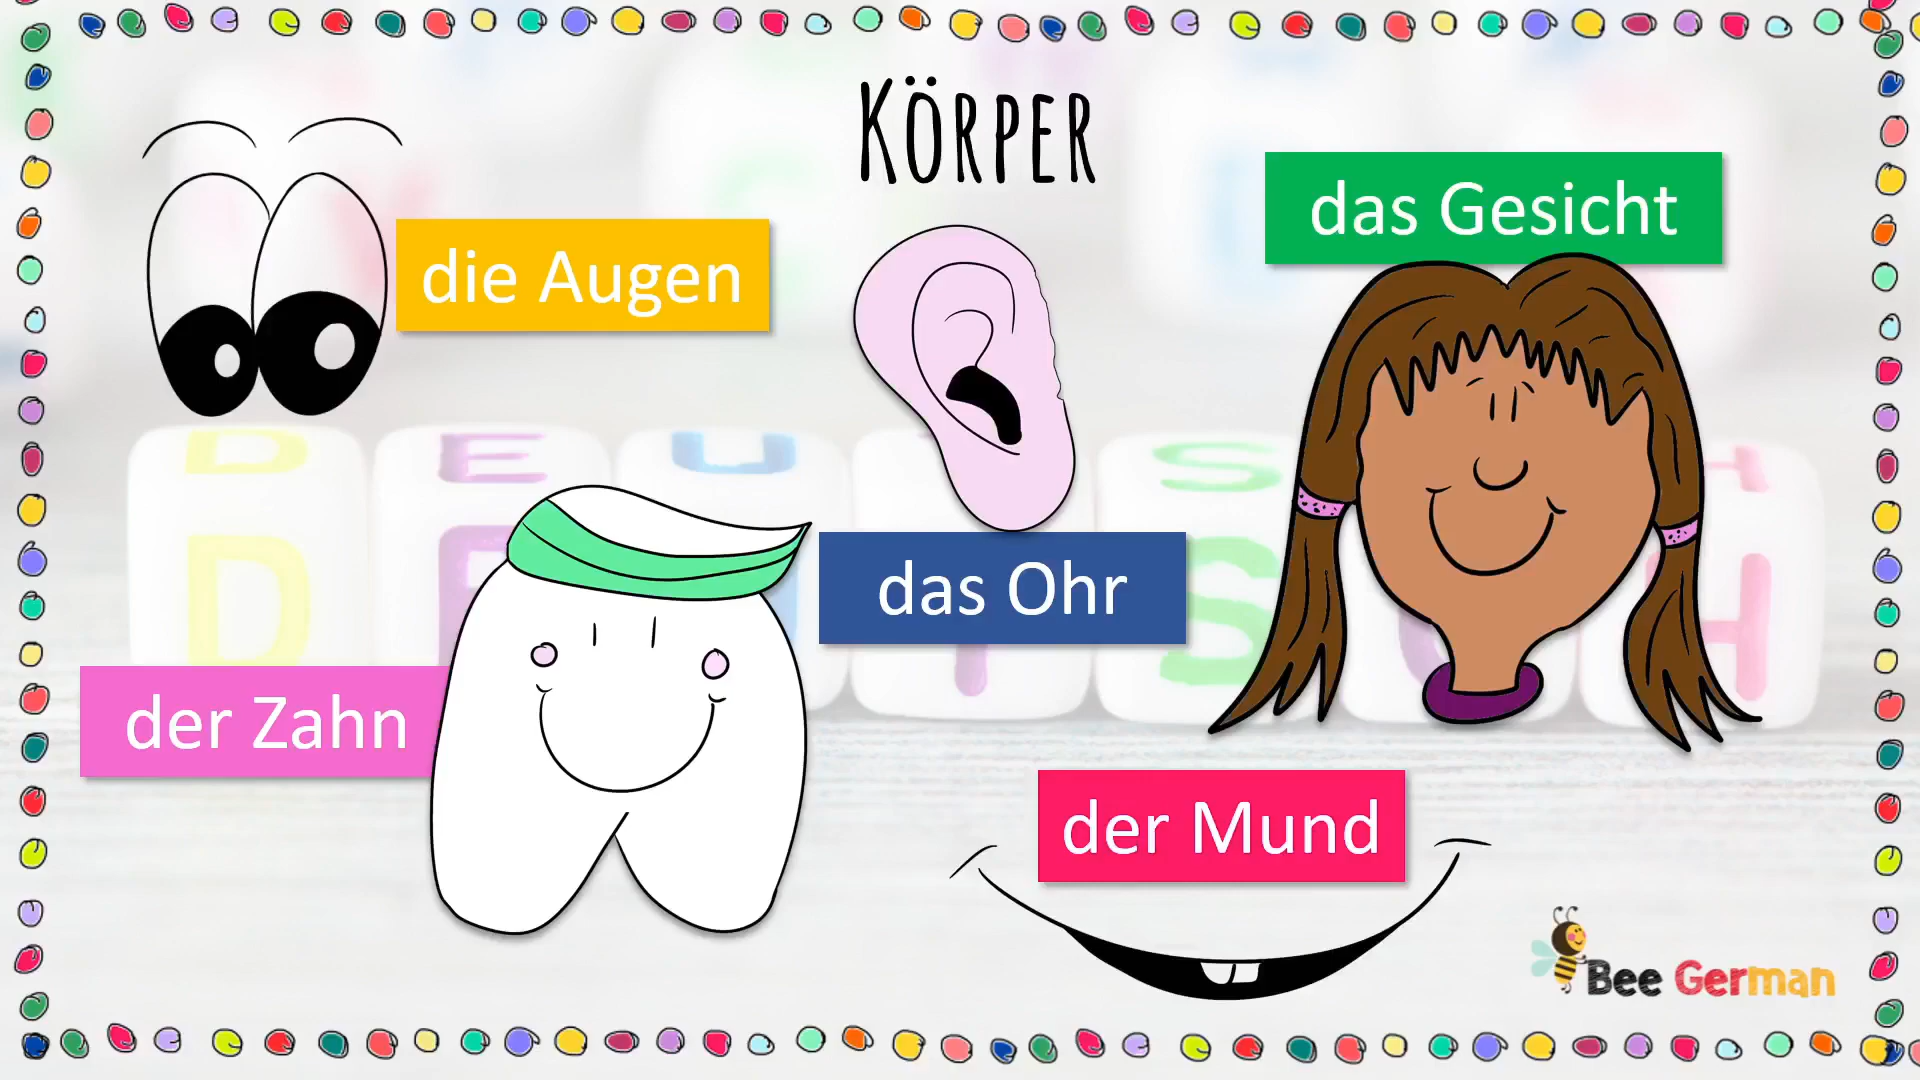 KÖRPER
das Gesicht
die Augen
das Ohr
der Zahn
der Mund
Bee German
D E U T S C H
D E U T S C H